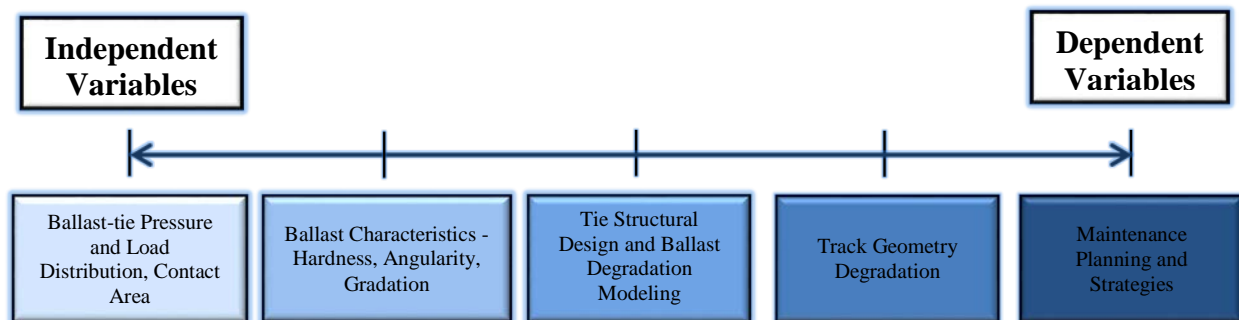 Independent
Variables
Dependent
Variables
Ballast-tie Pressure
and Load
Distribution, Contact
Area
Ballast Characteristics -
Hardness, Angularity,
Gradation
Tie Structural
Design and Ballast
Degradation
Modeling
Track Geometry
Degradation
Maintenance
Planning and
Strategies